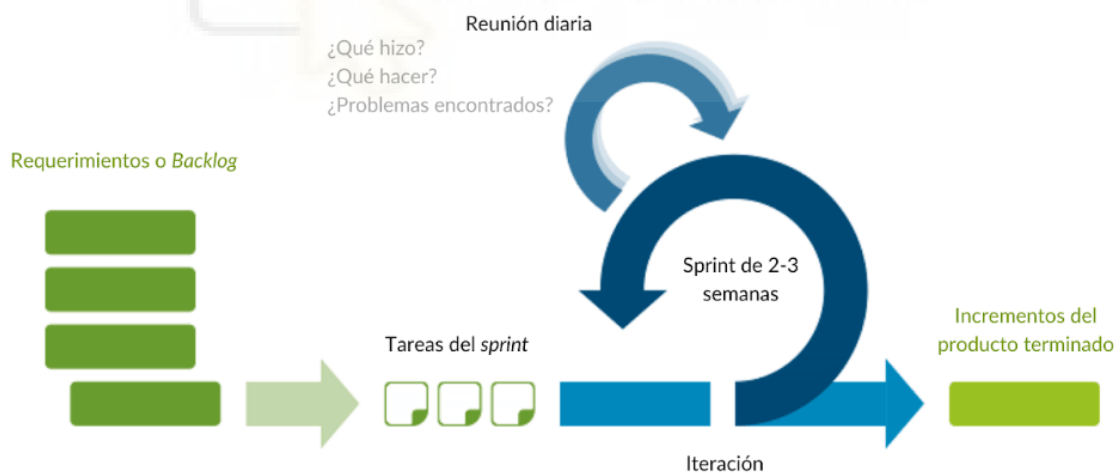 Reunión diaria
¿Qué hizo?
¿Qué hacer?
¿Problemas encontrados?
Requerimientos o Backlog
Tareas del sprint
Sprint de 2-3
semanas
Incrementos del
producto terminado
Iteración